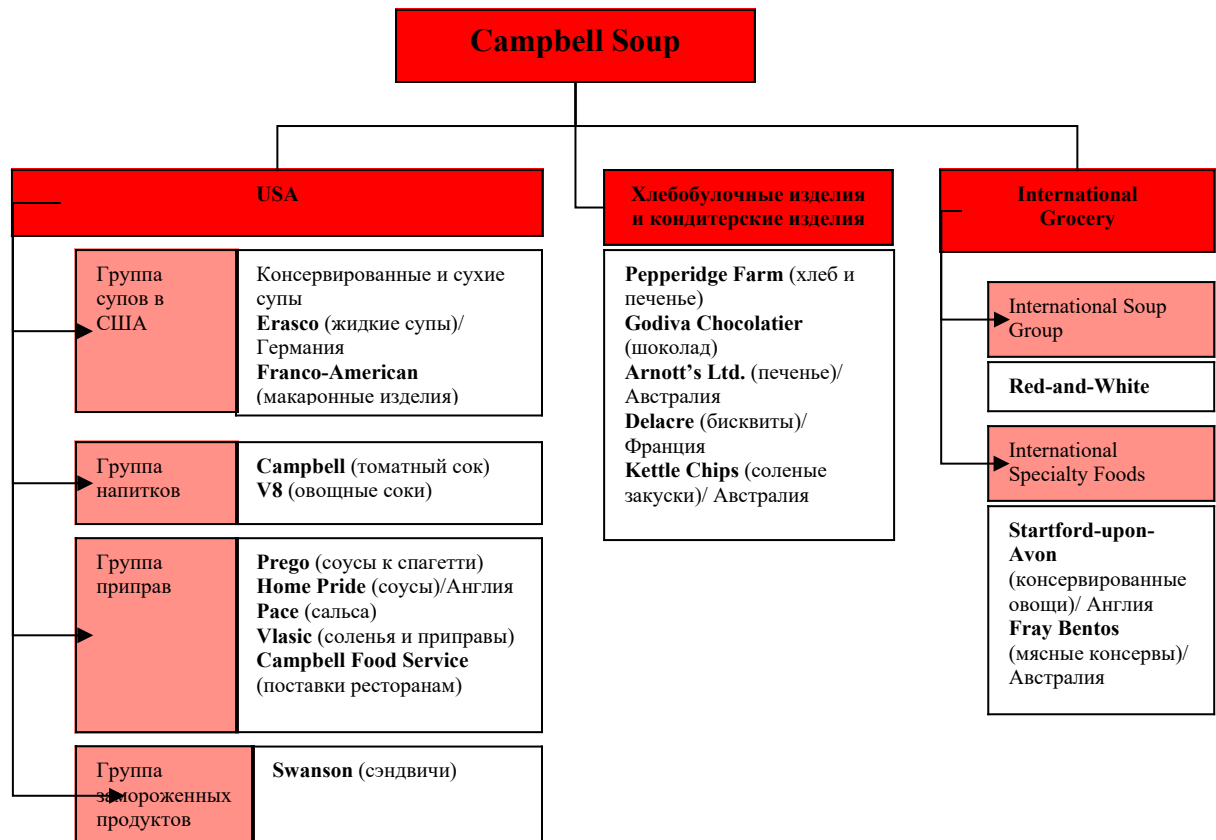 Campbell Soup
USA
Группа
супов в
США
Консервированные и сухие
супы
Erasco (жидкие супы)/
Германия
Franco-American
(макаронные изделия)
Группа
напитков
Campbell (томатный сок)
V8 (овощные соки)
Группа
приправ
Prego (соусы к спагетти)
Home Pride (соусы)/Англия
Pace (сальса)
Vlasic (соленья и приправы)
Campbell Food Service
(поставки ресторанам)
Группа
замороженных
продуктов
Swanson (сэндвичи)
Хлебобулочные изделия
и кондитерские изделия
Pepperidge Farm (хлеб и
печенье)
Godiva Chocolatier
(шоколад)
Arnott’s Ltd. (печенье)/
Австралия
Delacre (бисквиты)/
Франция
Kettle Chips (соленые
закуски)/ Австралия
International
Grocery
International Soup
Group
Red-and-White
International
Specialty Foods
Startford-upon-
Avon
(консервированные
овощи)/ Англия
Fray Bentos
(мясные консервы)/
Австралия